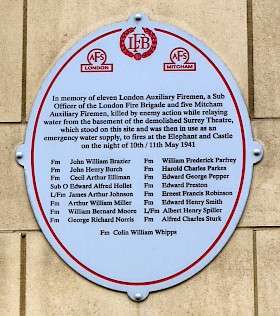 LFB
AFS
LONDON
AFS
MITCHAM
In memory of eleven London Auxiliary Firemen, a Sub
Officer of the London Fire Brigade and five Mitcham
Auxiliary Firemen, killed by enemy action while relaying
water from the basement of the demolished Surrey Theatre,
which stood on this site and was then in use as an
emergency water supply, to fires at the Elephant and Castle
on the night of 10th / 11th May 1941
Fm John William Brazier
Fm John Henry Burch
Fm Cecil Arthur Elliman
Sub O Edward Alfred Hollet
L/Fm James Arthur Johnson
Fm Arthur William Miller
Fm William Bernard Moore
Fm George Richard Norris
Fm William Frederick Parfrey
Fm Harold Charles Parkes
Fm Edward George Pepper
Fm Edward Preston
Fm Ernest Francis Robinson
Fm Edward Henry Smith
L/Fm Albert Henry Spiller
Fm Alfred Charles Sturk
Fm Colin William Whipps